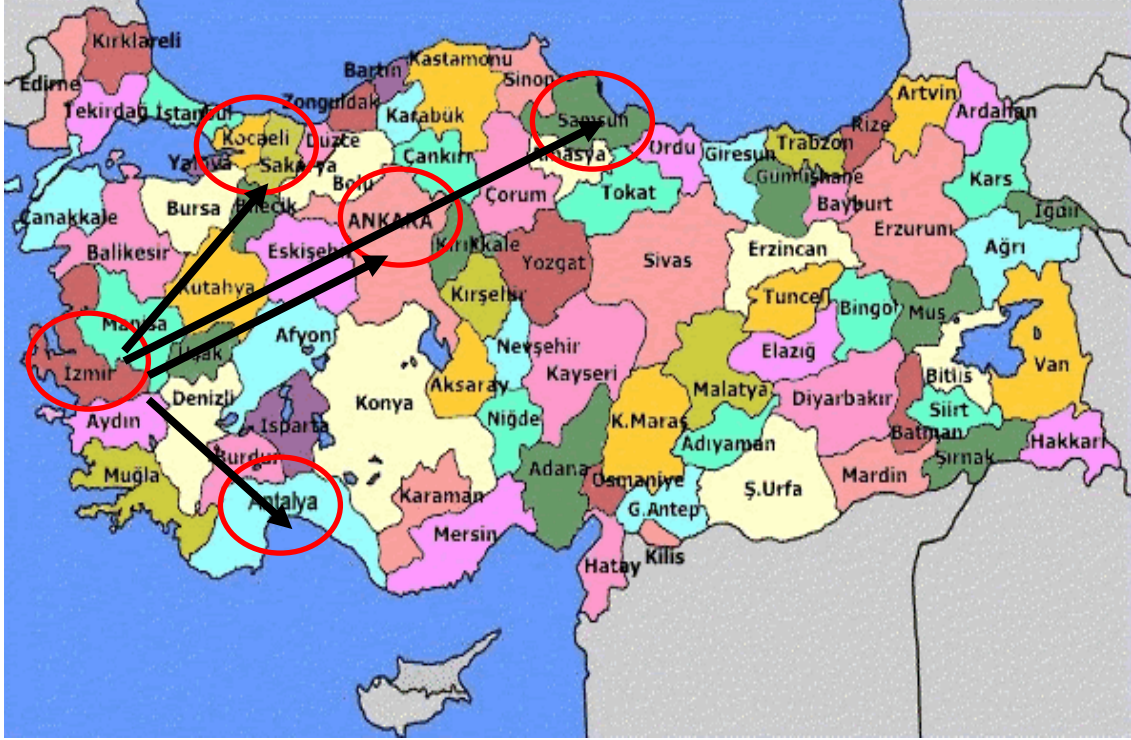 Kırklareli
Edirne
Tekirdağ
İstanbul
Kocaeli
Yalova
Sakarya
Düzce
Zonguldak
Bartın
Karabük
Kastamonu
Sinop
Samsun
Çankırı
Bolu
Amasya
Ordu
Giresun
Trabzon
Rize
Artvin
Ardahan
Gümüşhane
Bayburt
Kars
Iğdır
Çanakkale
Bursa
Bilecik
ANKARA
Çorum
Tokat
Balikesir
Eskişehir
Kırıkkale
Yozgat
Sivas
Erzincan
Erzurum
Ağrı
Kutahya
Kırşehir
Tunceli
Bingol
Muş
Manisa
Uşak
Afyon
Nevşehir
Elazığ
Bitlis
Van
İzmir
Denizli
Konya
Aksaray
Kayseri
Malatya
Diyarbakır
Siirt
Aydın
Isparta
Niğde
K.Maraş
Adıyaman
Batman
Hakkari
Muğla
Burdur
Antalya
Karaman
Adana
Osmaniye
Ş.Urfa
Mardin
Şırnak
Mersin
G.Antep
Hatay
Kilis